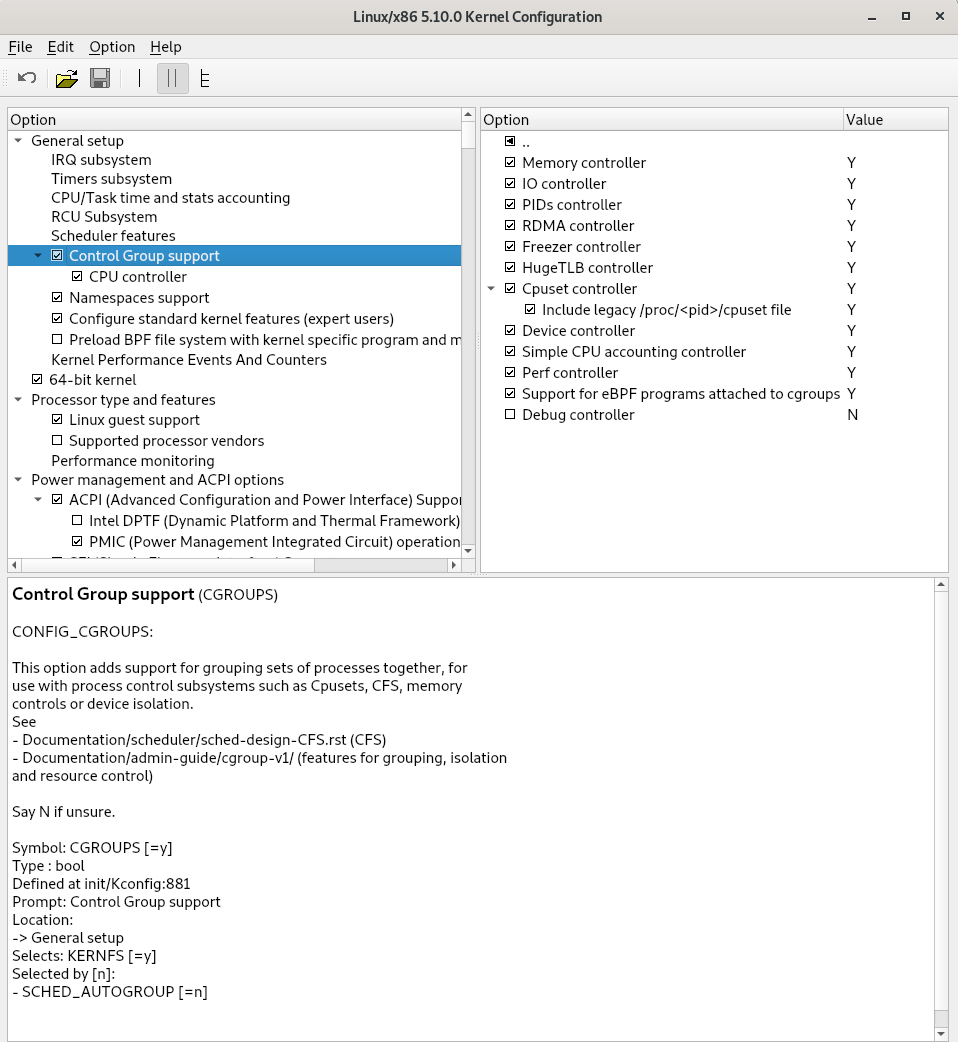 Linux/x86 5.10.0 Kernel Configuration
File Edit Option Help
Option
General setup
IRQ subsystem
Timers subsystem
CPU/Task time and stats accounting
RCU Subsystem
Scheduler features
Control Group support
CPU controller
Namespaces support
Configure standard kernel features (expert users)
Preload BPF file system with kernel specific program and m
Kernel Performance Events And Counters
64-bit kernel
Processor type and features
Linux guest support
Supported processor vendors
Performance monitoring
Power management and ACPI options
ACPI (Advanced Configuration and Power Interface) Suppor
Intel DPTF (Dynamic Platform and Thermal Framework)
PMIC (Power Management Integrated Circuit) operation
Option Value
..
Memory controller Y
IO controller Y
PIDs controller Y
RDMA controller Y
Freezer controller Y
HugeTLB controller Y
Cpuset controller Y
Include legacy /proc/<pid>/cpuset file Y
Device controller Y
Simple CPU accounting controller Y
Perf controller Y
Support for eBPF programs attached to cgroups Y
Debug controller N
Control Group support (CGROUPS)
CONFIG_CGROUPS:
This option adds support for grouping sets of processes together, for
use with process control subsystems such as Cpusets, CFS, memory
controls or device isolation.
See
- Documentation/scheduler/sched-design-CFS.rst (CFS)
- Documentation/admin-guide/cgroup-v1/ (features for grouping, isolation
and resource control)
Say N if unsure.
Symbol: CGROUPS [=y]
Type : bool
Defined at init/Kconfig:881
Prompt: Control Group support
Location:
-> General setup
Selects: KERNFS [=y]
Selected by [n]:
- SCHED_AUTOGROUP [=n]